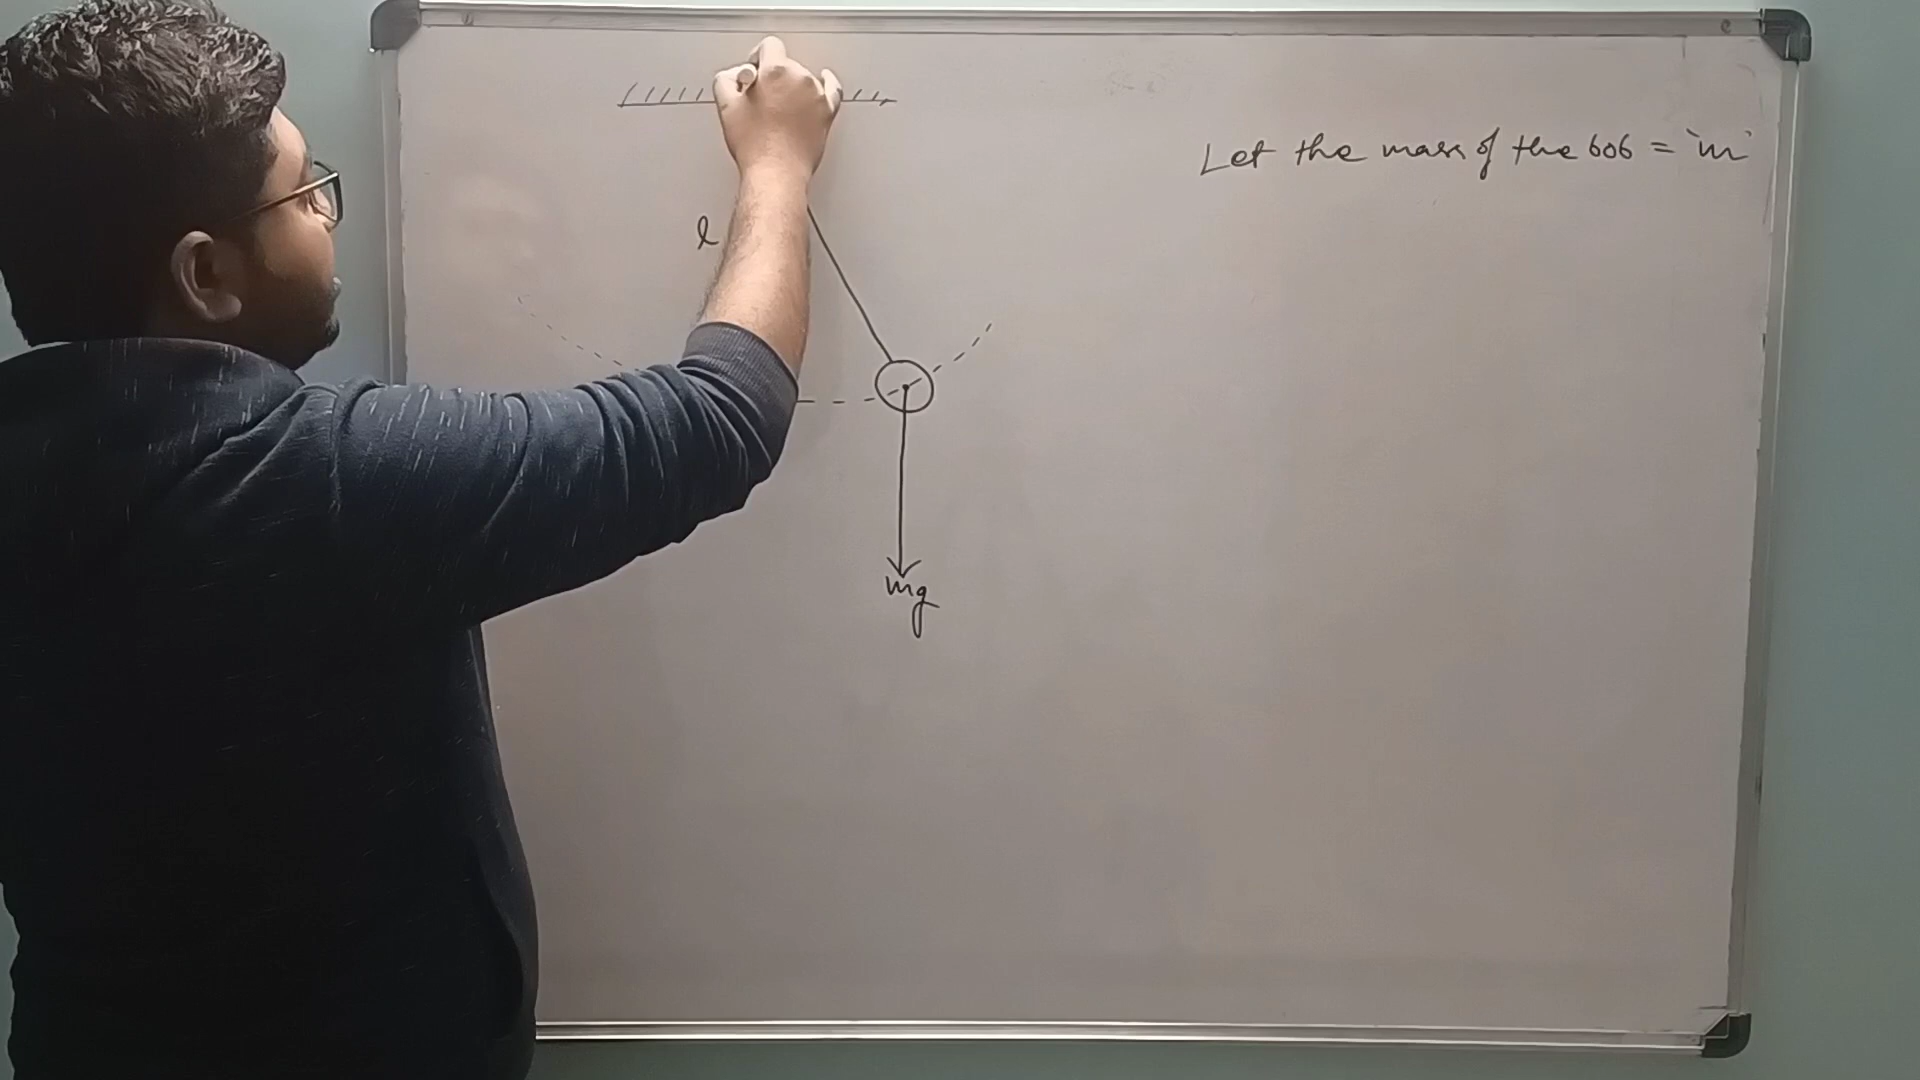 Let the mass of the bob = 'm'
l
mg